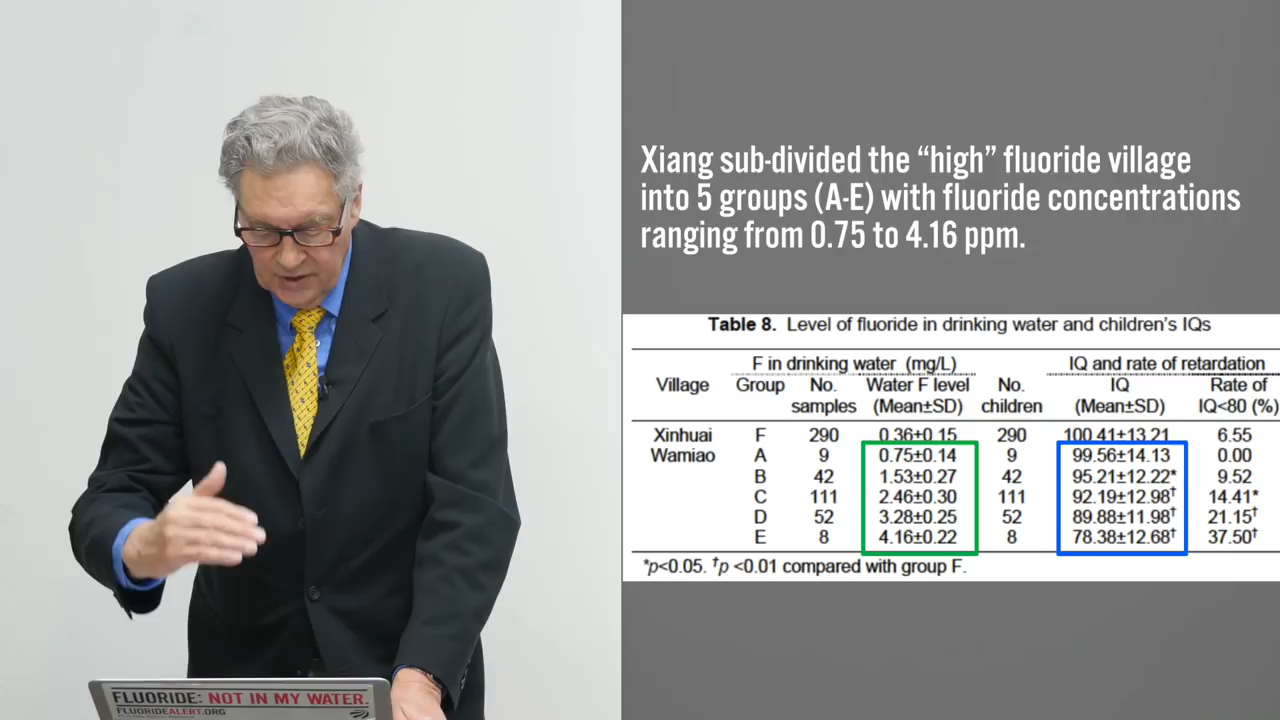 Xiang sub-divided the “high” fluoride village
into 5 groups (A-E) with fluoride concentrations
ranging from 0.75 to 4.16 ppm.
Table 8. Level of fluoride in drinking water and children's IQs
F in drinking water (mg/L) IQ and rate of retardation
Village Group No. Water F level No. IQ Rate of
samples (Mean±SD) children (Mean±SD) IQ<80 (%)
Xinhuai F 290 0.36±0.15 290 100.41±13.21 6.55
Wamiao A 9 0.75±0.14 9 99.56±14.13 0.00
B 42 1.53±0.27 42 95.21±12.22* 9.52
C 111 2.46±0.30 111 92.19±12.98† 14.41*
D 52 3.28±0.25 52 89.88±11.98† 21.15†
E 8 4.16±0.22 8 78.38±12.68† 37.50†
*p<0.05. †p <0.01 compared with group F.
FLUORIDE: NOT IN MY WATER.
FLUORIDEALERT.ORG